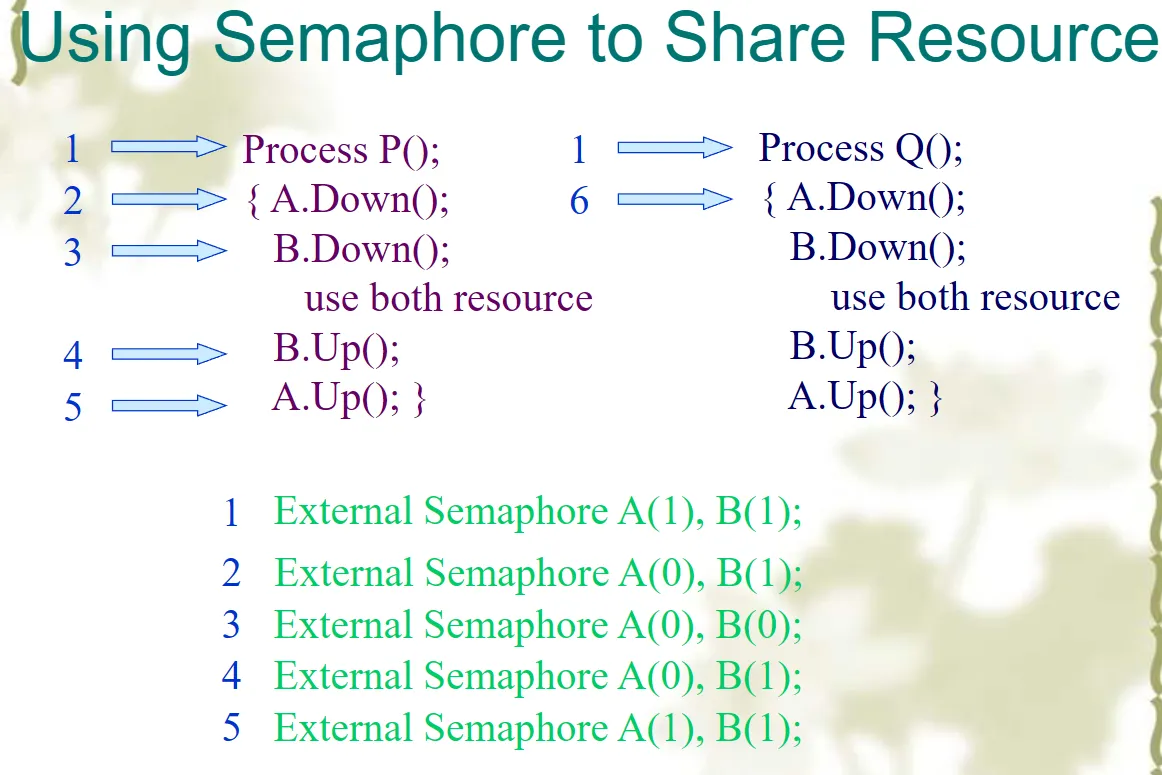 Using Semaphore to Share Resource
1 Process P(); 1 Process Q();
2 { A.Down(); 6 { A.Down();
3 B.Down(); B.Down();
use both resource use both resource
4 B.Up(); B.Up();
5 A.Up(); } A.Up(); }
1 External Semaphore A(1), B(1);
2 External Semaphore A(0), B(1);
3 External Semaphore A(0), B(0);
4 External Semaphore A(0), B(1);
5 External Semaphore A(1), B(1);